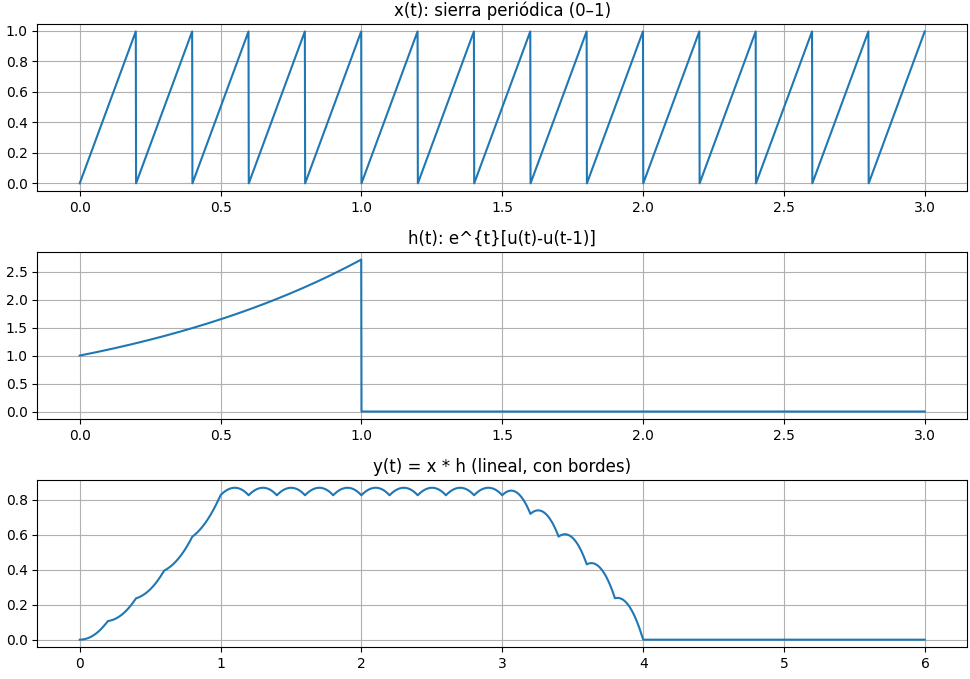 x(t): sierra periódica (0–1)
1.0
0.8
0.6
0.4
0.2
0.0
0.0 0.5 1.0 1.5 2.0 2.5 3.0
h(t): e^{t}[u(t)-u(t-1)]
2.5
2.0
1.5
1.0
0.5
0.0
0.0 0.5 1.0 1.5 2.0 2.5 3.0
y(t) = x * h (lineal, con bordes)
0.8
0.6
0.4
0.2
0.0
0 1 2 3 4 5 6